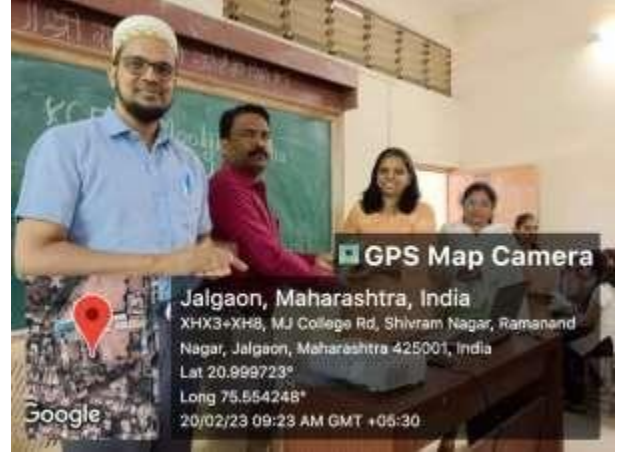 GPS Map Camera
Jalgaon, Maharashtra, India
XHX3+XH8, MJ College Rd, Shivram Nagar, Ramanand
Nagar, Jalgaon, Maharashtra 425001, India
Lat 20.999723°
Long 75.554248°
20/02/23 09:23 AM GMT +05:30
Google